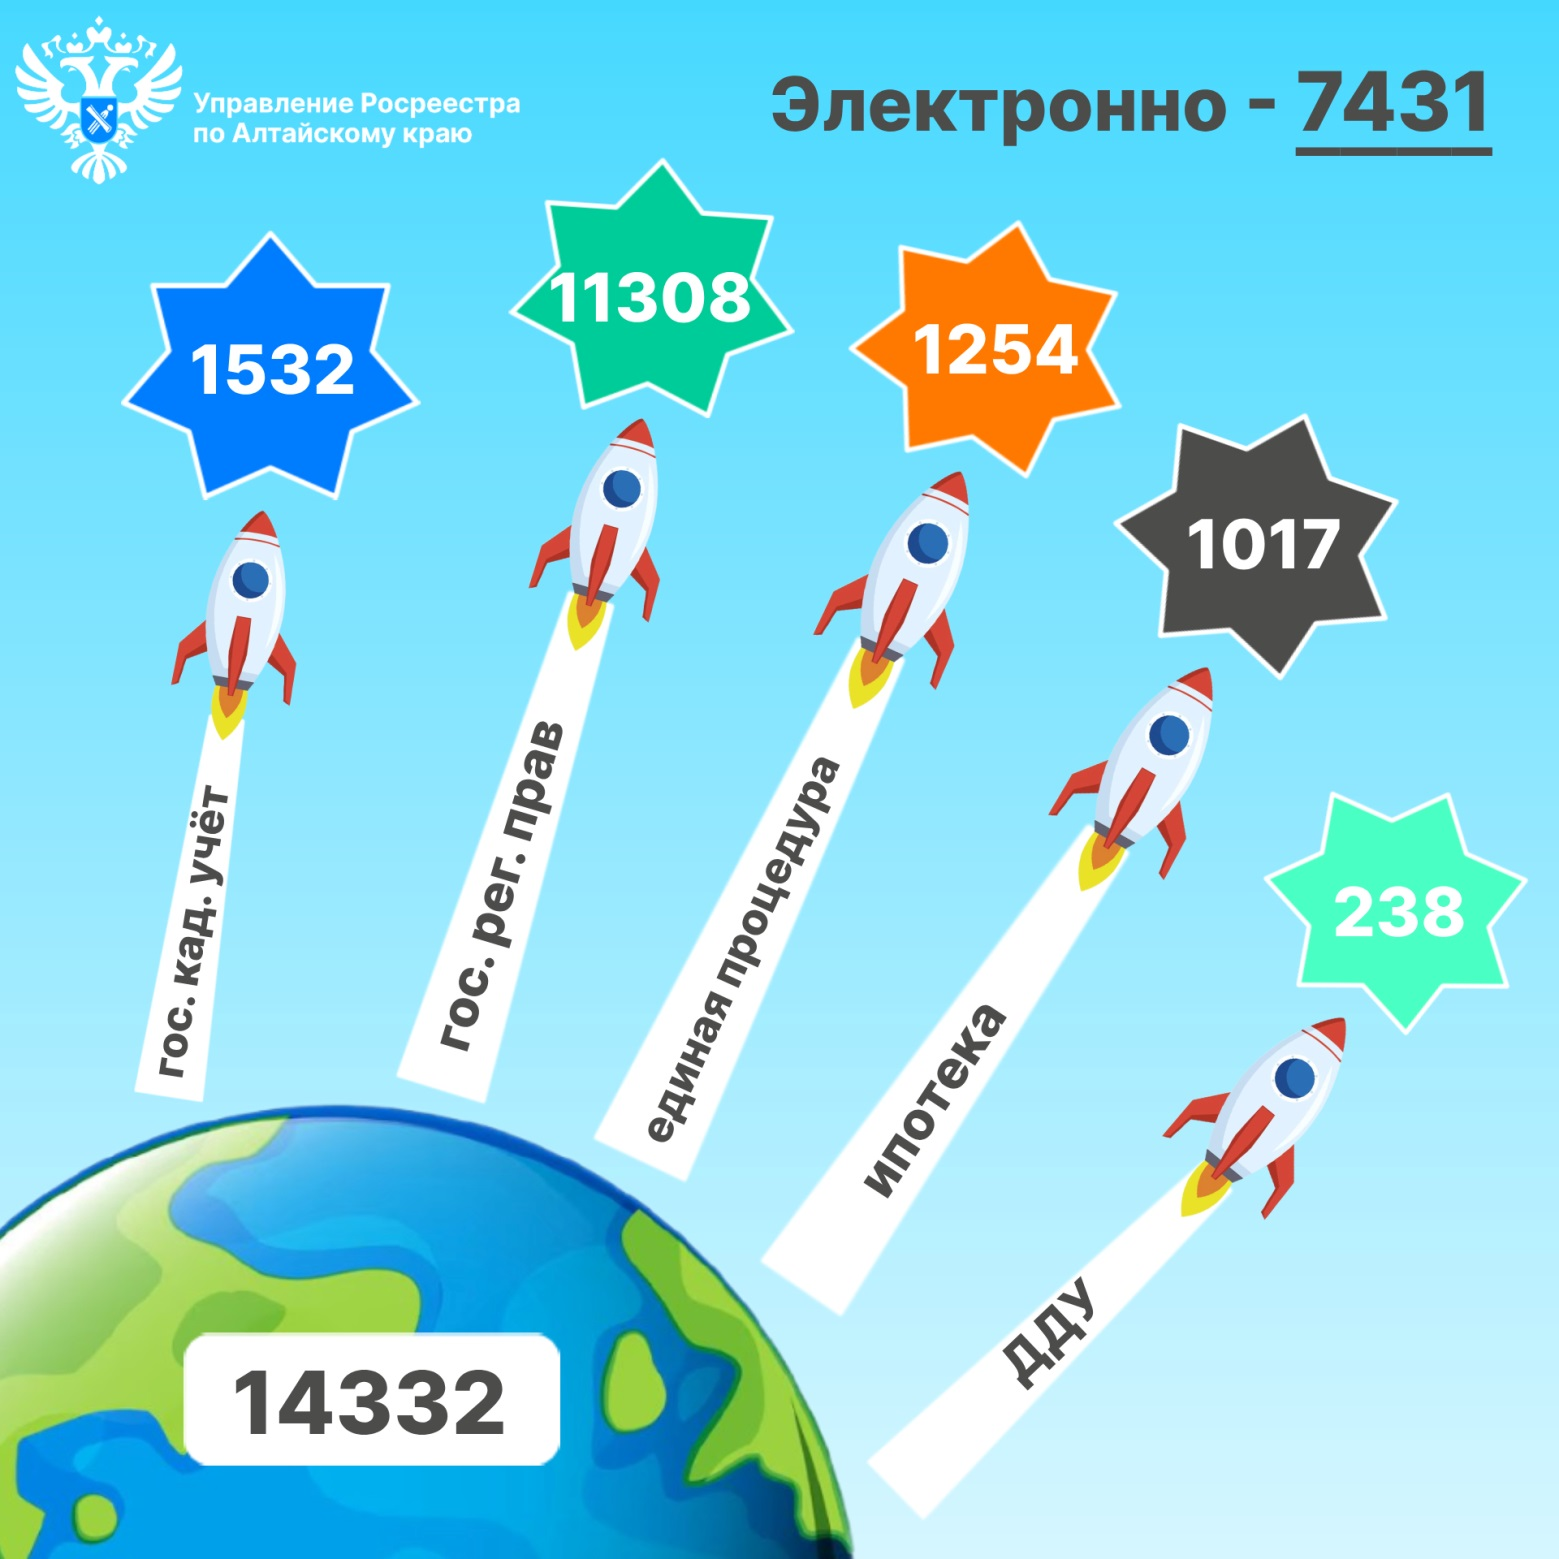 Управление Росреестра
по Алтайскому краю
Электронно - 7431
1532
11308
1254
1017
238
гос. кад. учёт
гос. рег. прав
единая процедура
ипотека
ДДУ
14332